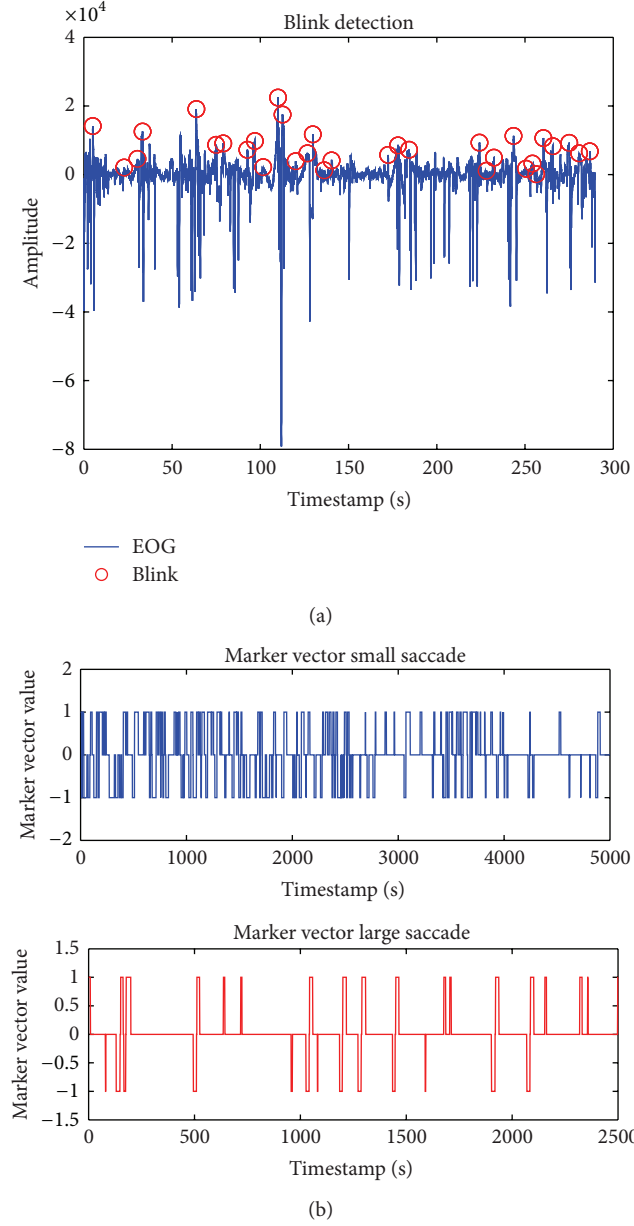 Blink detection
×10⁴
4
2
0
−2
−4
−6
−8
Amplitude
0 50 100 150 200 250 300
Timestamp (s)
EOG
Blink
(a)
Marker vector small saccade
2
1
0
−1
−2
Marker vector value
0 1000 2000 3000 4000 5000
Timestamp (s)
Marker vector large saccade
1.5
1
0.5
0
−0.5
−1
−1.5
Marker vector value
0 500 1000 1500 2000 2500
Timestamp (s)
(b)